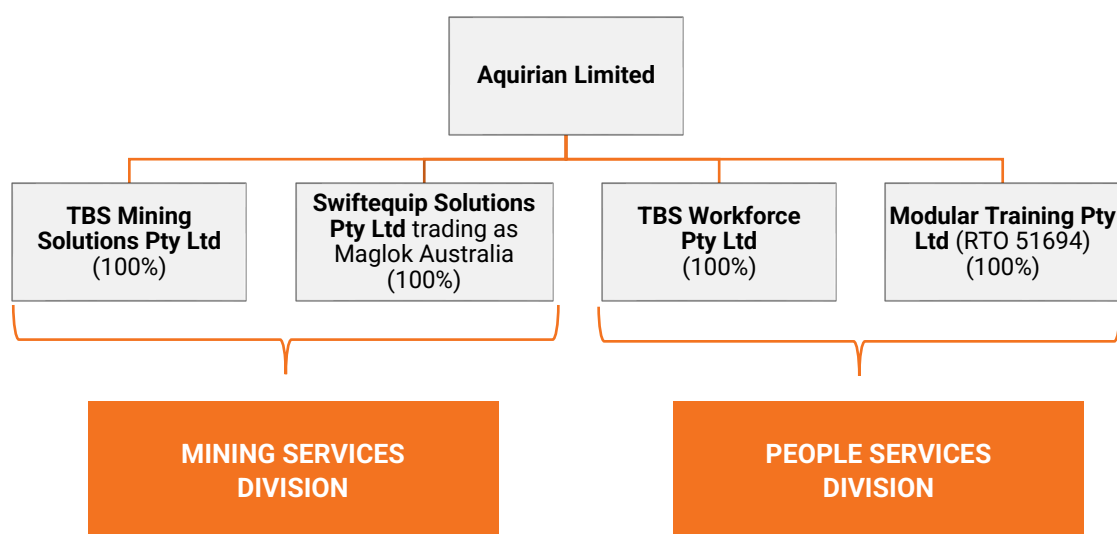 Aquirian Limited
TBS Mining
Solutions Pty Ltd
(100%)
Swiftequip Solutions
Pty Ltd trading as
Maglok Australia
(100%)
TBS Workforce
Pty Ltd
(100%)
Modular Training Pty
Ltd (RTO 51694)
(100%)
MINING SERVICES
DIVISION
PEOPLE SERVICES
DIVISION